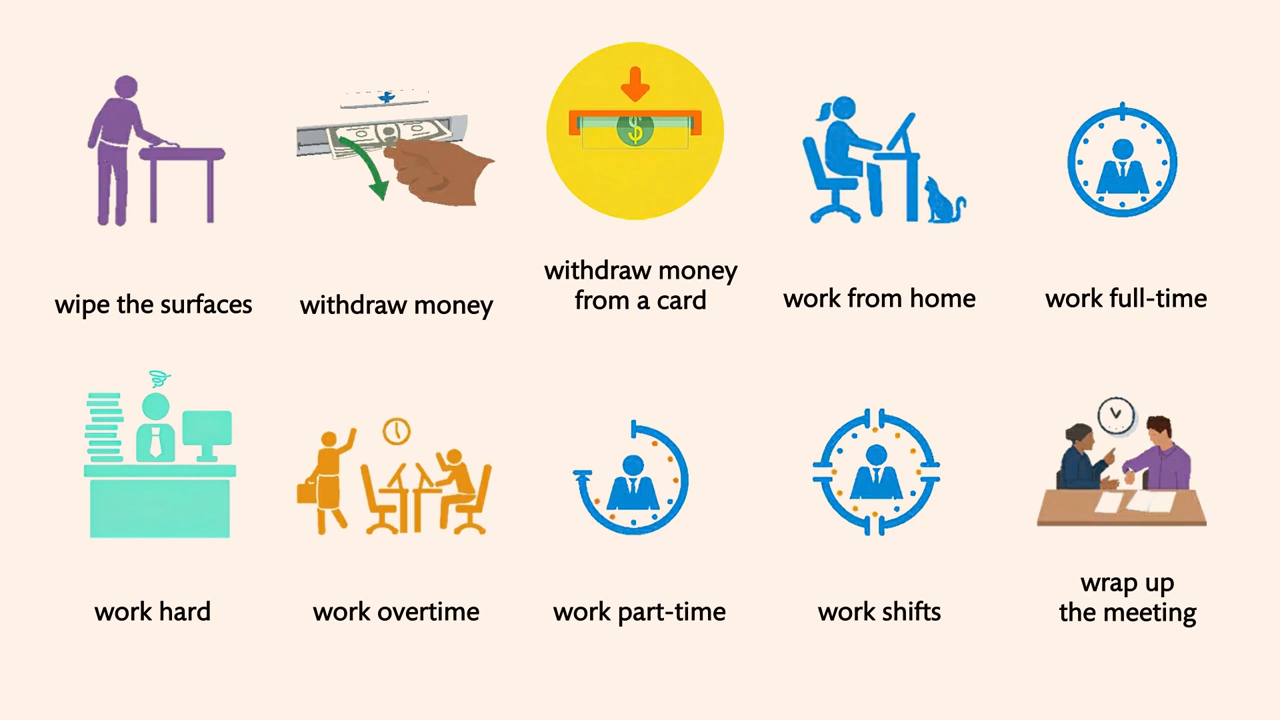 wipe the surfaces
withdraw money
withdraw money
from a card
work from home
work full-time
work hard
work overtime
work part-time
work shifts
wrap up
the meeting